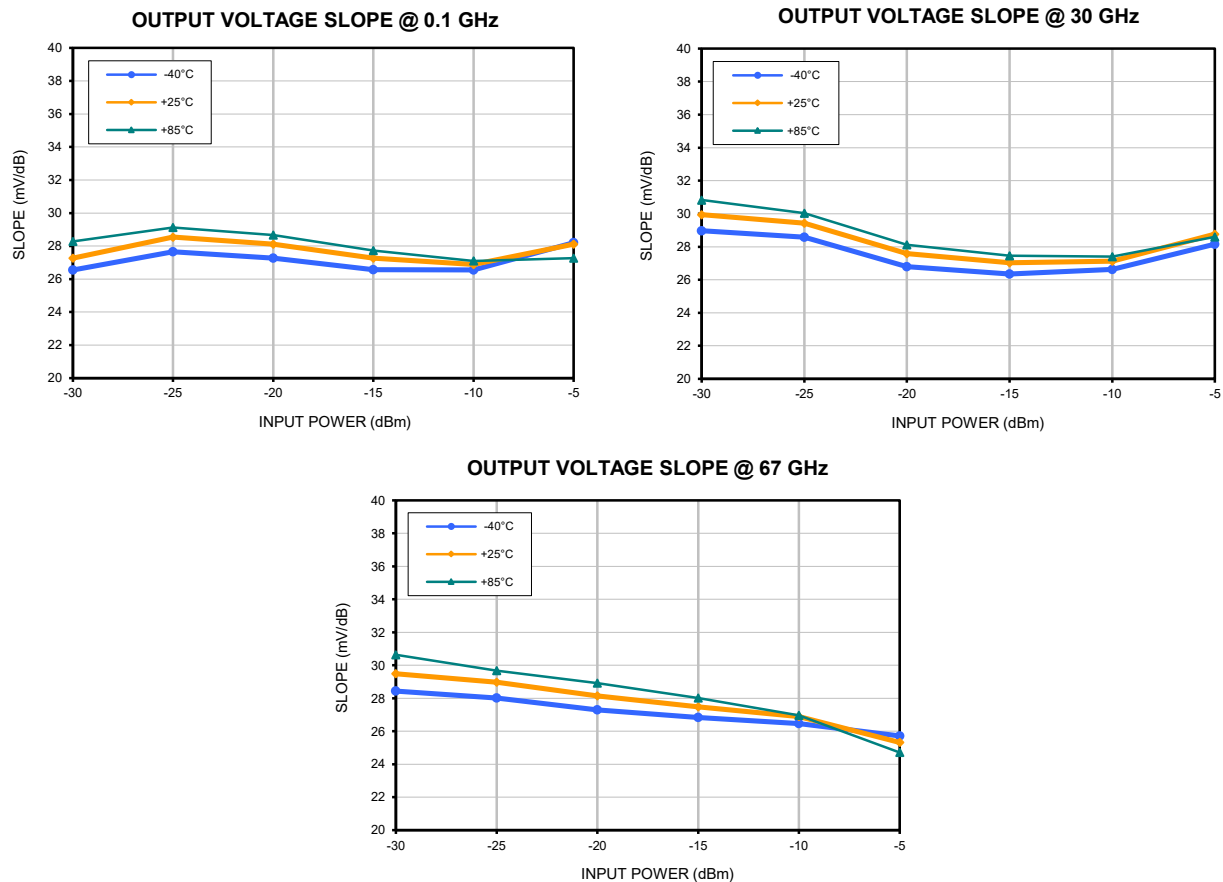 OUTPUT VOLTAGE SLOPE @ 0.1 GHz
40
38
36
34
32
30
28
26
24
22
20
SLOPE (mV/dB)
-40°C
+25°C
+85°C
-30
-25
-20
-15
-10
-5
INPUT POWER (dBm)
OUTPUT VOLTAGE SLOPE @ 30 GHz
40
38
36
34
32
30
28
26
24
22
20
SLOPE (mV/dB)
-40°C
+25°C
+85°C
-30
-25
-20
-15
-10
-5
INPUT POWER (dBm)
OUTPUT VOLTAGE SLOPE @ 67 GHz
40
38
36
34
32
30
28
26
24
22
20
SLOPE (mV/dB)
-40°C
+25°C
+85°C
-30
-25
-20
-15
-10
-5
INPUT POWER (dBm)